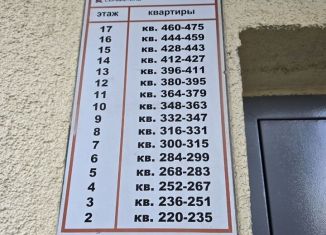 этаж квартиры
17 кв. 460-475
16 кв. 444-459
15 кв. 428-443
14 кв. 412-427
13 кв. 396-411
12 кв. 380-395
11 кв. 364-379
10 кв. 348-363
9 кв. 332-347
8 кв. 316-331
7 кв. 300-315
6 кв. 284-299
5 кв. 268-283
4 кв. 252-267
3 кв. 236-251
2 кв. 220-235